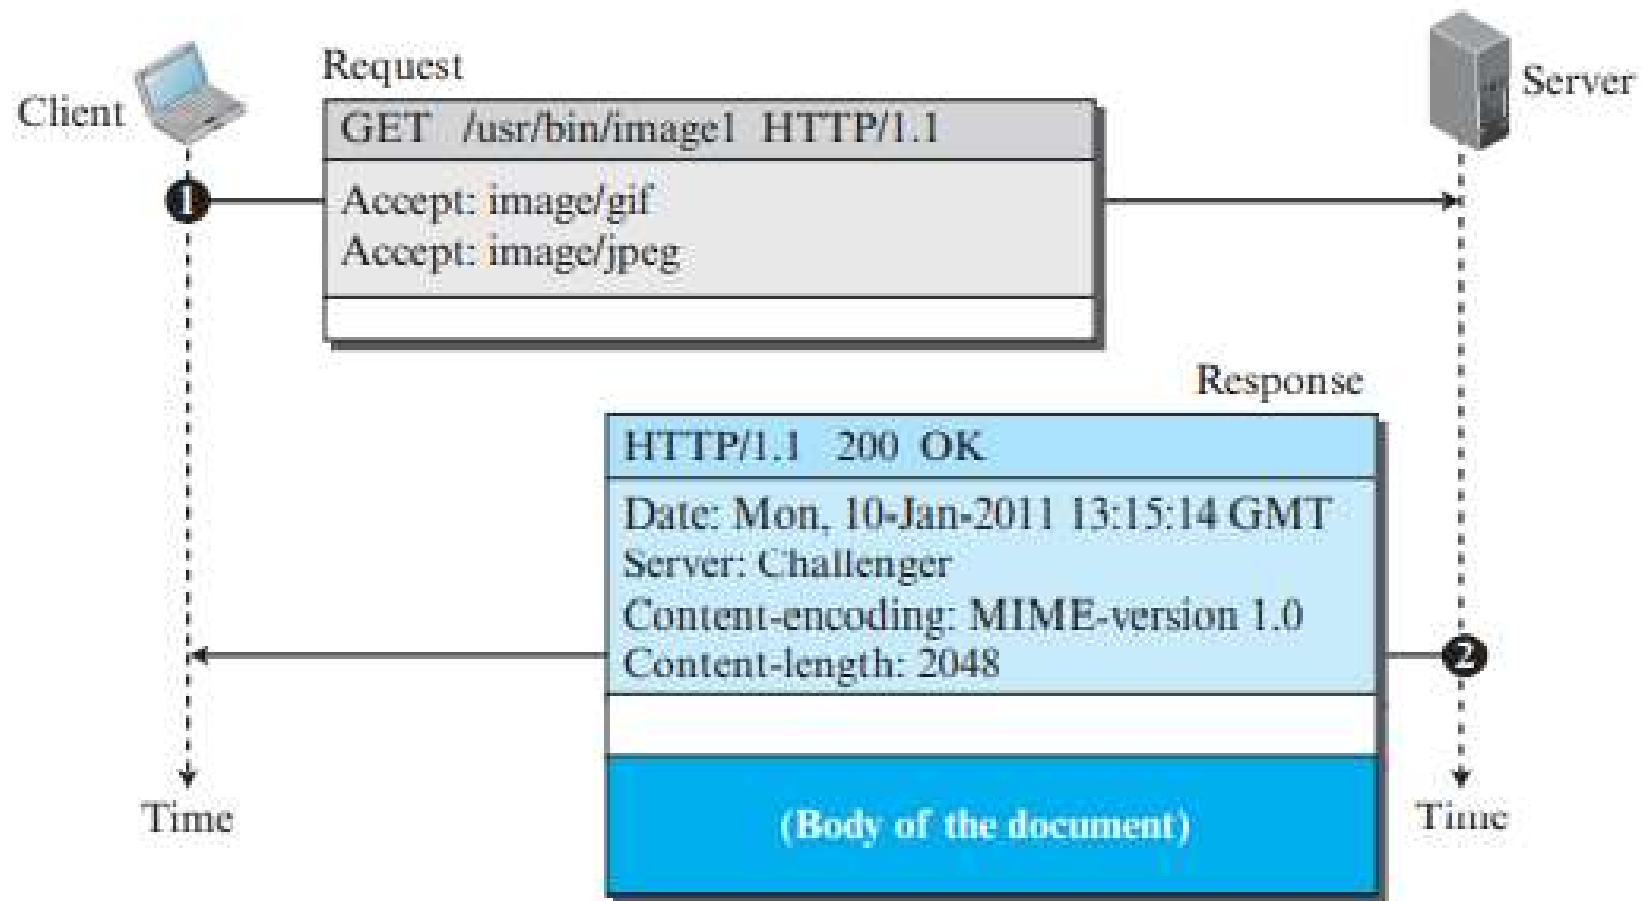 Client
Request
Server
GET /usr/bin/image1 HTTP/1.1
1
Accept: image/gif
Accept: image/jpeg
Response
HTTP/1.1 200 OK
Date: Mon, 10-Jan-2011 13:15:14 GMT
Server: Challenger
Content-encoding: MIME-version 1.0
Content-length: 2048
2
Time
(Body of the document)
Time